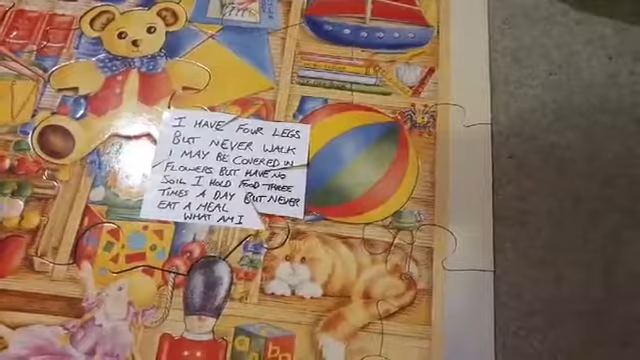 I HAVE FOUR LEGS
BUT NEVER WALK
I MAY BE COVERED IN
FLOWERS BUT HAVE NO
SOIL I HOLD FOOD THREE
TIMES A DAY BUT NEVER
EAT A MEAL
WHAT AM I